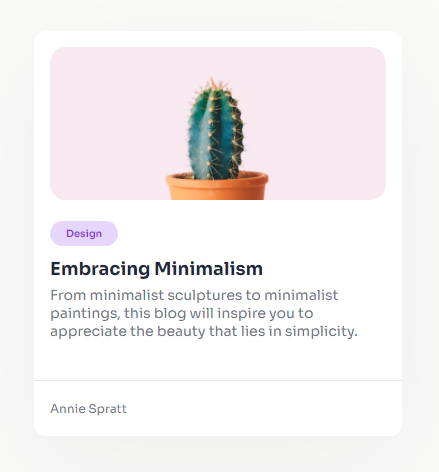 Design
Embracing Minimalism
From minimalist sculptures to minimalist
paintings, this blog will inspire you to
appreciate the beauty that lies in simplicity.
Annie Spratt